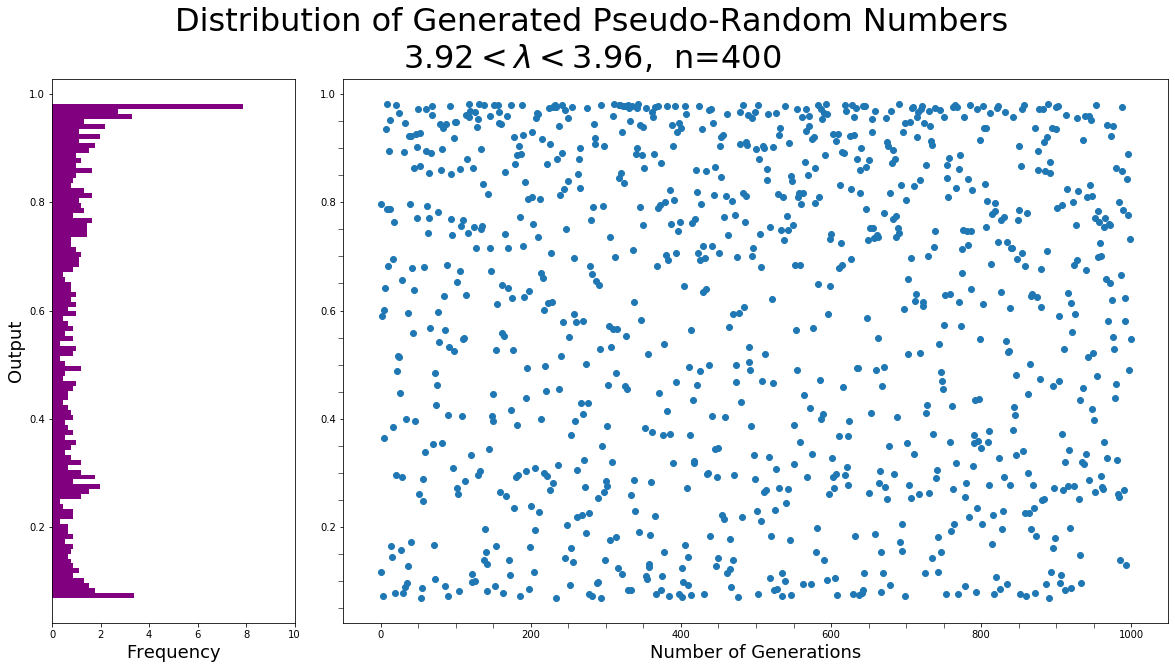 Distribution of Generated Pseudo-Random Numbers
3.92 < λ < 3.96, n=400
Output
1.0
0.8
0.6
0.4
0.2
0 2 4 6 8 10
Frequency
1.0
0.8
0.6
0.4
0.2
0 200 400 600 800 1000
Number of Generations